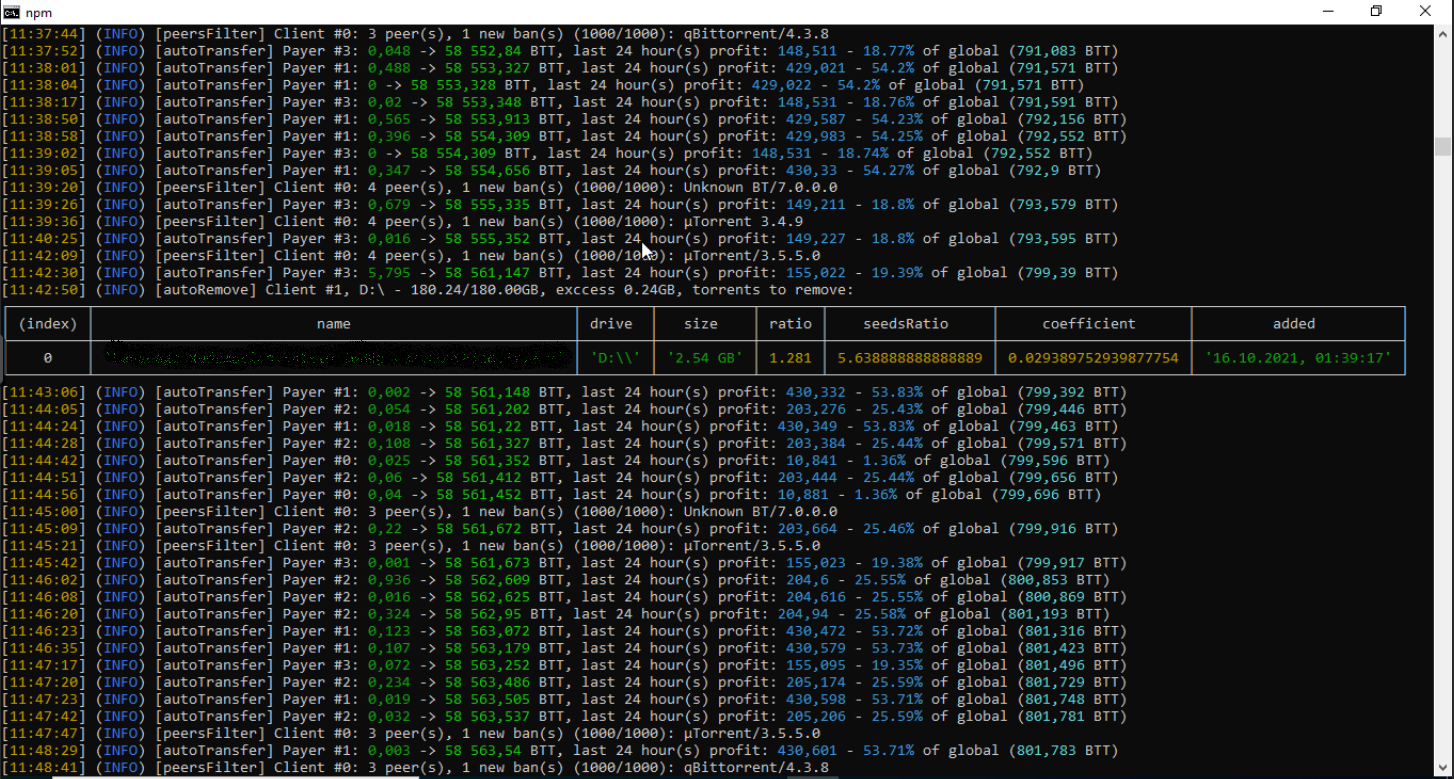 npm
[11:37:44] (INFO) [peersFilter] Client #0: 3 peer(s), 1 new ban(s) (1000/1000): qBittorrent/4.3.8
[11:37:52] (INFO) [autoTransfer] Payer #3: 0,048 -> 58 552,84 BTT, last 24 hour(s) profit: 148,511 - 18.77% of global (791,083 BTT)
[11:38:01] (INFO) [autoTransfer] Payer #1: 0,488 -> 58 553,327 BTT, last 24 hour(s) profit: 429,021 - 54.2% of global (791,571 BTT)
[11:38:04] (INFO) [autoTransfer] Payer #1: 0 -> 58 553,328 BTT, last 24 hour(s) profit: 429,022 - 54.2% of global (791,571 BTT)
[11:38:17] (INFO) [autoTransfer] Payer #3: 0,02 -> 58 553,348 BTT, last 24 hour(s) profit: 148,531 - 18.76% of global (791,591 BTT)
[11:38:50] (INFO) [autoTransfer] Payer #1: 0,565 -> 58 553,913 BTT, last 24 hour(s) profit: 429,587 - 54.23% of global (792,156 BTT)
[11:38:58] (INFO) [autoTransfer] Payer #1: 0,396 -> 58 554,309 BTT, last 24 hour(s) profit: 429,983 - 54.25% of global (792,552 BTT)
[11:39:02] (INFO) [autoTransfer] Payer #3: 0 -> 58 554,309 BTT, last 24 hour(s) profit: 148,531 - 18.74% of global (792,552 BTT)
[11:39:05] (INFO) [autoTransfer] Payer #1: 0,347 -> 58 554,656 BTT, last 24 hour(s) profit: 430,33 - 54.27% of global (792,9 BTT)
[11:39:20] (INFO) [peersFilter] Client #0: 4 peer(s), 1 new ban(s) (1000/1000): Unknown BT/7.0.0.0
[11:39:26] (INFO) [autoTransfer] Payer #3: 0,679 -> 58 555,335 BTT, last 24 hour(s) profit: 149,211 - 18.8% of global (793,579 BTT)
[11:39:36] (INFO) [peersFilter] Client #0: 4 peer(s), 1 new ban(s) (1000/1000): µTorrent 3.4.9
[11:40:25] (INFO) [autoTransfer] Payer #3: 0,016 -> 58 555,352 BTT, last 24 hour(s) profit: 149,227 - 18.8% of global (793,595 BTT)
[11:42:09] (INFO) [peersFilter] Client #0: 4 peer(s), 1 new ban(s) (1000/1000): µTorrent/3.5.5.0
[11:42:30] (INFO) [autoTransfer] Payer #3: 5,795 -> 58 561,147 BTT, last 24 hour(s) profit: 155,022 - 19.39% of global (799,39 BTT)
[11:42:50] (INFO) [autoRemove] Client #1, D:\ - 180.24/180.00GB, exccess 0.24GB, torrents to remove:
(index) name drive size ratio seedsRatio coefficient added
0 'D:\\' '2.54 GB' 1.281 5.638888888888889 0.029389752939877754 '16.10.2021, 01:39:17'
[11:43:06] (INFO) [autoTransfer] Payer #1: 0,002 -> 58 561,148 BTT, last 24 hour(s) profit: 430,332 - 53.83% of global (799,392 BTT)
[11:44:05] (INFO) [autoTransfer] Payer #2: 0,054 -> 58 561,202 BTT, last 24 hour(s) profit: 203,276 - 25.43% of global (799,446 BTT)
[11:44:24] (INFO) [autoTransfer] Payer #1: 0,018 -> 58 561,22 BTT, last 24 hour(s) profit: 430,349 - 53.83% of global (799,463 BTT)
[11:44:28] (INFO) [autoTransfer] Payer #2: 0,108 -> 58 561,327 BTT, last 24 hour(s) profit: 203,384 - 25.44% of global (799,571 BTT)
[11:44:42] (INFO) [autoTransfer] Payer #0: 0,025 -> 58 561,352 BTT, last 24 hour(s) profit: 10,841 - 1.36% of global (799,596 BTT)
[11:44:51] (INFO) [autoTransfer] Payer #2: 0,06 -> 58 561,412 BTT, last 24 hour(s) profit: 203,444 - 25.44% of global (799,656 BTT)
[11:44:56] (INFO) [autoTransfer] Payer #0: 0,04 -> 58 561,452 BTT, last 24 hour(s) profit: 10,881 - 1.36% of global (799,696 BTT)
[11:45:00] (INFO) [peersFilter] Client #0: 3 peer(s), 1 new ban(s) (1000/1000): Unknown BT/7.0.0.0
[11:45:09] (INFO) [autoTransfer] Payer #2: 0,22 -> 58 561,672 BTT, last 24 hour(s) profit: 203,664 - 25.46% of global (799,916 BTT)
[11:45:21] (INFO) [peersFilter] Client #0: 3 peer(s), 1 new ban(s) (1000/1000): µTorrent/3.5.5.0
[11:45:42] (INFO) [autoTransfer] Payer #3: 0,001 -> 58 561,673 BTT, last 24 hour(s) profit: 155,023 - 19.38% of global (799,917 BTT)
[11:46:02] (INFO) [autoTransfer] Payer #2: 0,936 -> 58 562,609 BTT, last 24 hour(s) profit: 204,6 - 25.55% of global (800,853 BTT)
[11:46:08] (INFO) [autoTransfer] Payer #2: 0,016 -> 58 562,625 BTT, last 24 hour(s) profit: 204,616 - 25.55% of global (800,869 BTT)
[11:46:20] (INFO) [autoTransfer] Payer #2: 0,324 -> 58 562,95 BTT, last 24 hour(s) profit: 204,94 - 25.58% of global (801,193 BTT)
[11:46:23] (INFO) [autoTransfer] Payer #1: 0,123 -> 58 563,072 BTT, last 24 hour(s) profit: 430,472 - 53.72% of global (801,316 BTT)
[11:46:35] (INFO) [autoTransfer] Payer #1: 0,107 -> 58 563,179 BTT, last 24 hour(s) profit: 430,579 - 53.73% of global (801,423 BTT)
[11:47:17] (INFO) [autoTransfer] Payer #3: 0,072 -> 58 563,252 BTT, last 24 hour(s) profit: 155,095 - 19.35% of global (801,496 BTT)
[11:47:20] (INFO) [autoTransfer] Payer #2: 0,234 -> 58 563,486 BTT, last 24 hour(s) profit: 205,174 - 25.59% of global (801,729 BTT)
[11:47:23] (INFO) [autoTransfer] Payer #1: 0,019 -> 58 563,505 BTT, last 24 hour(s) profit: 430,598 - 53.71% of global (801,748 BTT)
[11:47:42] (INFO) [autoTransfer] Payer #2: 0,032 -> 58 563,537 BTT, last 24 hour(s) profit: 205,206 - 25.59% of global (801,781 BTT)
[11:47:47] (INFO) [peersFilter] Client #0: 3 peer(s), 1 new ban(s) (1000/1000): µTorrent/3.5.5.0
[11:48:29] (INFO) [autoTransfer] Payer #1: 0,003 -> 58 563,54 BTT, last 24 hour(s) profit: 430,601 - 53.71% of global (801,783 BTT)
[11:48:41] (INFO) [peersFilter] Client #0: 3 peer(s), 1 new ban(s) (1000/1000): qBittorrent/4.3.8